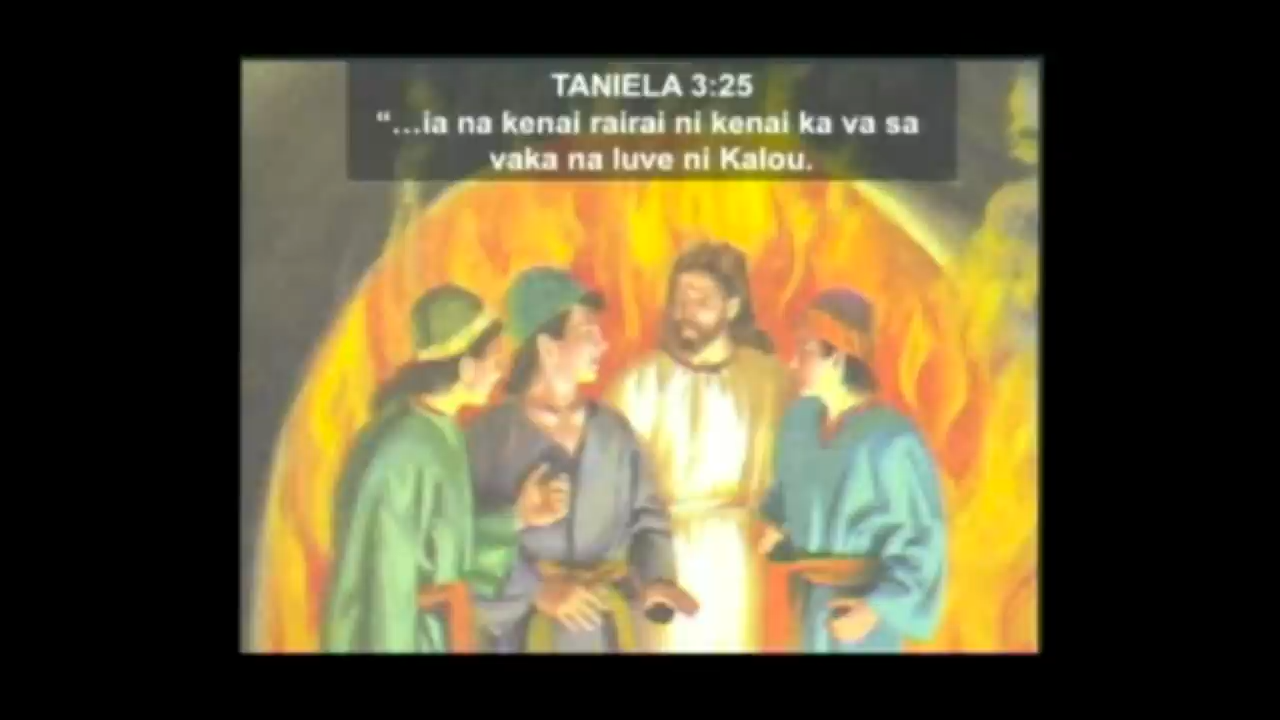 TANIELA 3:25
“...ia na kenai rairai ni kenai ka va sa
vaka na luve ni Kalou.